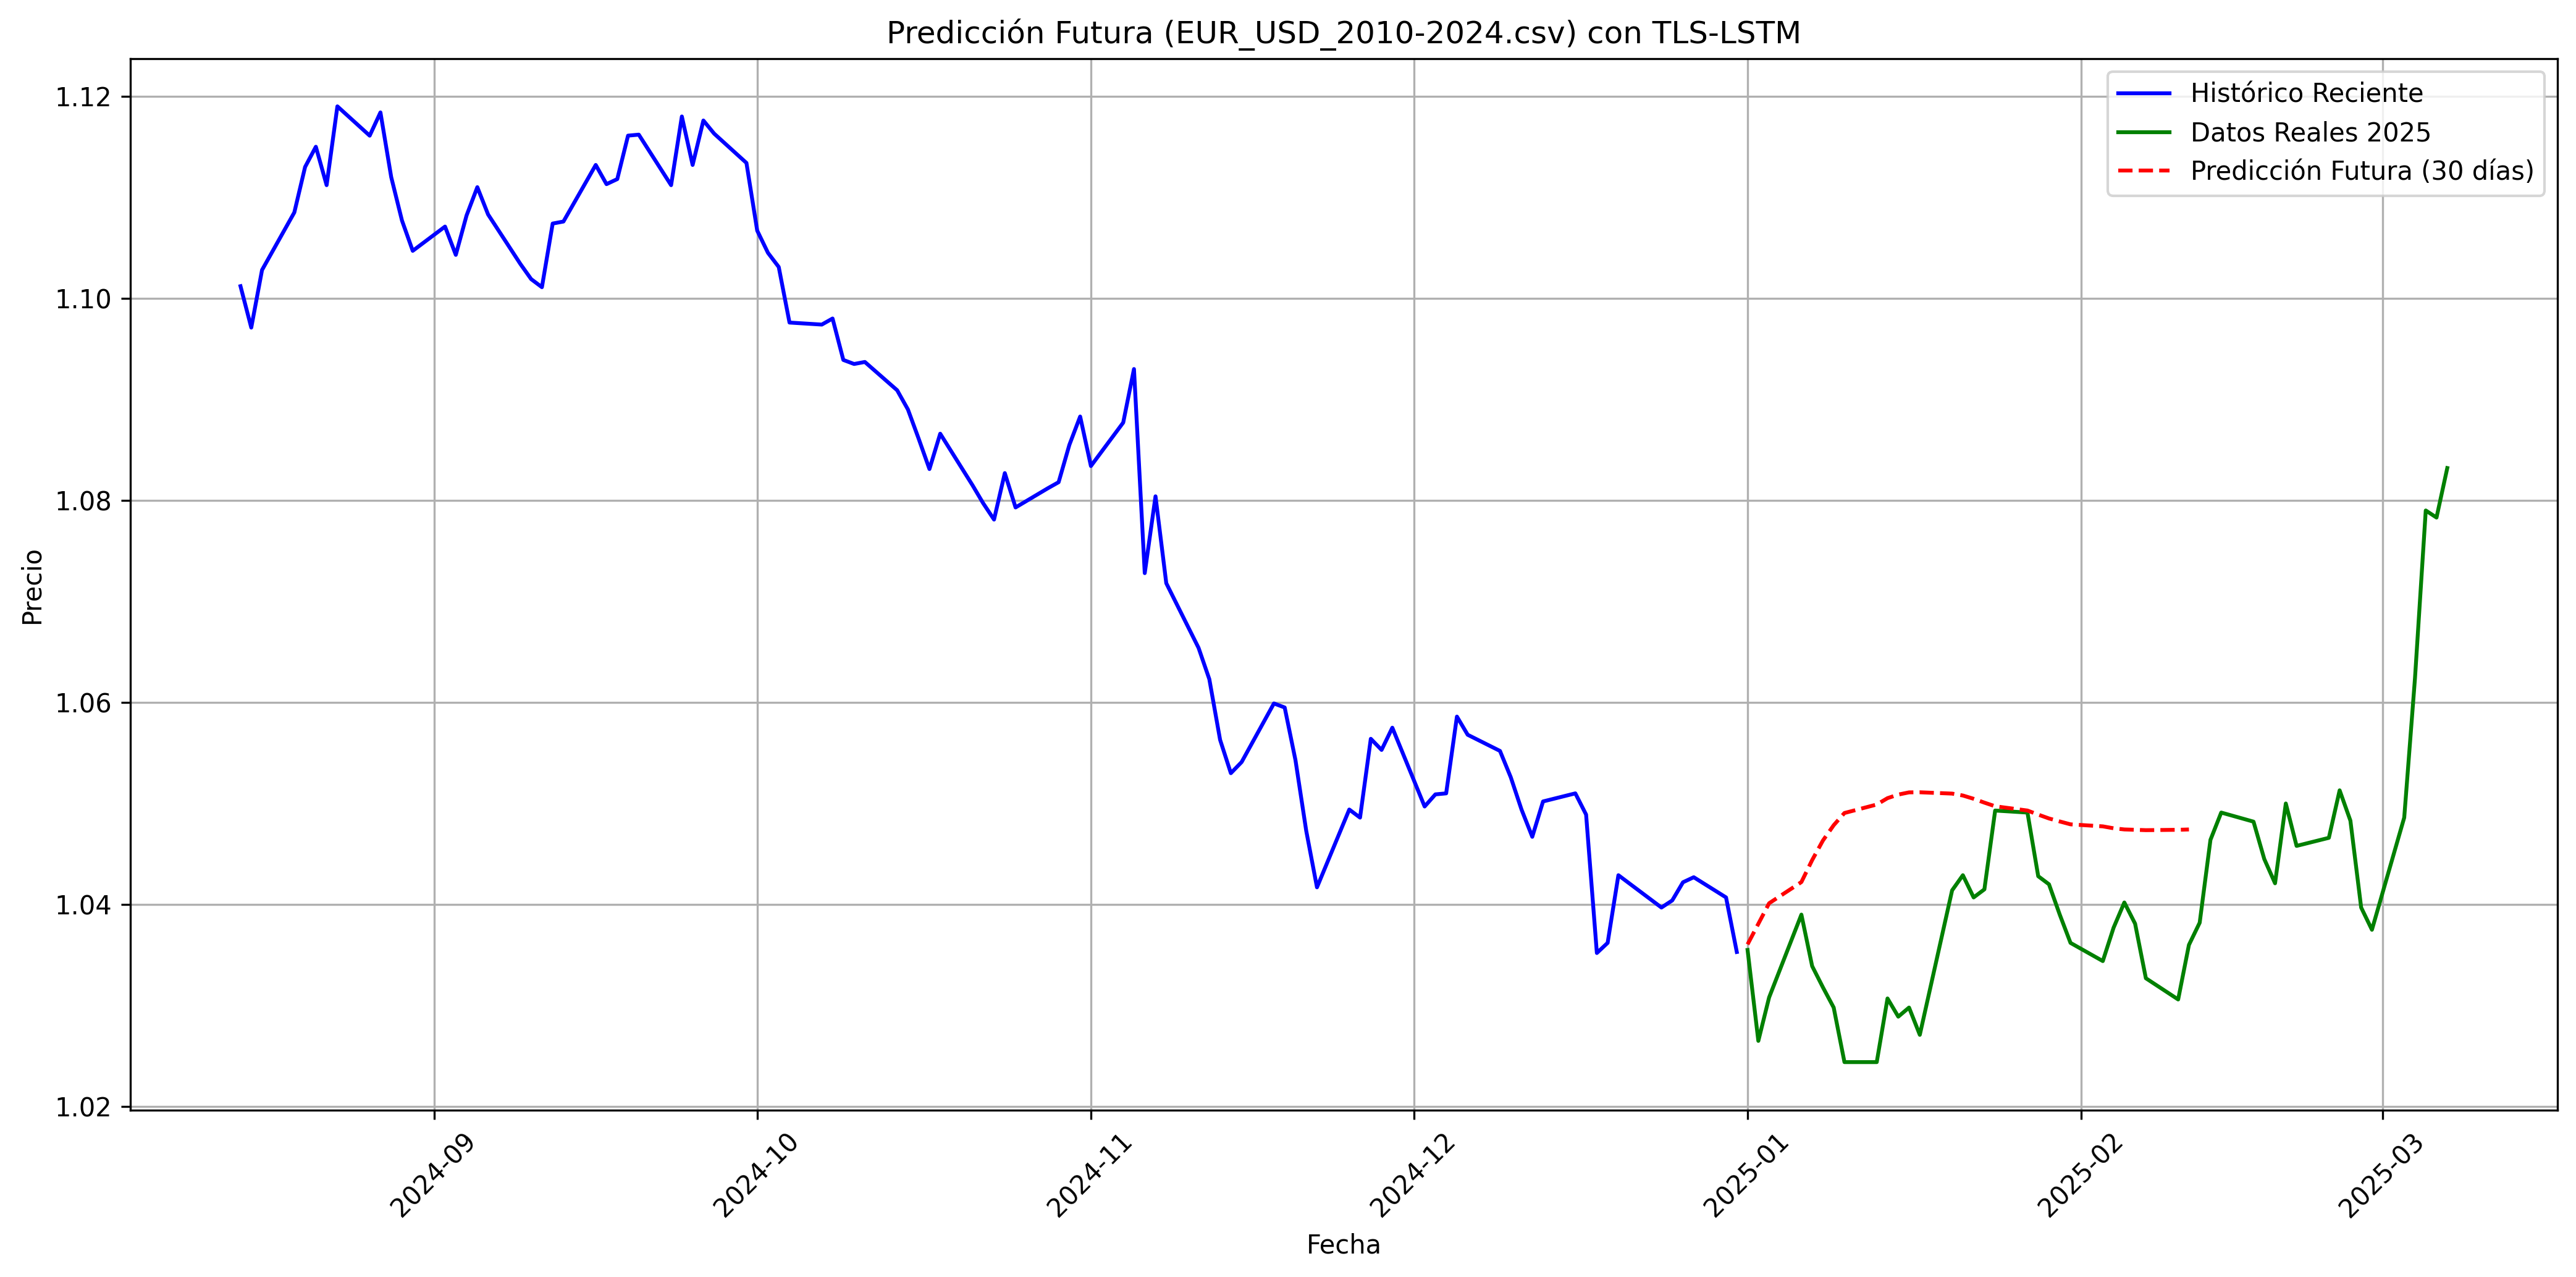 Predicción Futura (EUR_USD_2010-2024.csv) con TLS-LSTM
Histórico Reciente
Datos Reales 2025
Predicción Futura (30 días)
Precio
1.12
1.10
1.08
1.06
1.04
1.02
2024-09
2024-10
2024-11
2024-12
2025-01
2025-02
2025-03
Fecha